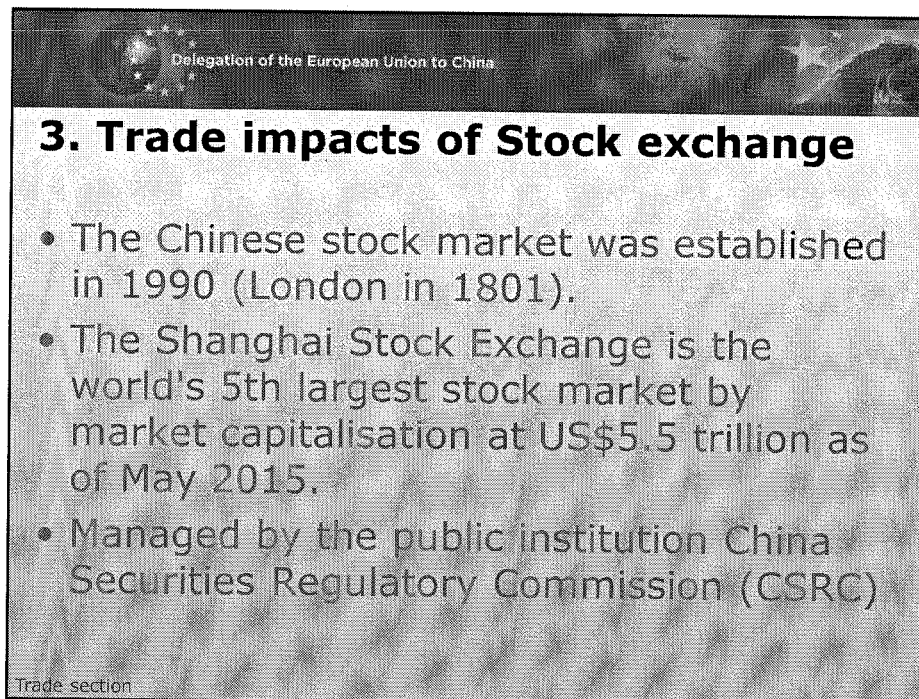 Delegation of the European Union to China
3. Trade impacts of Stock exchange
• The Chinese stock market was established
in 1990 (London in 1801).
• The Shanghai Stock Exchange is the
world's 5th largest stock market by
market capitalisation at US$5.5 trillion as
of May 2015.
• Managed by the public institution China
Securities Regulatory Commission (CSRC)
Trade section